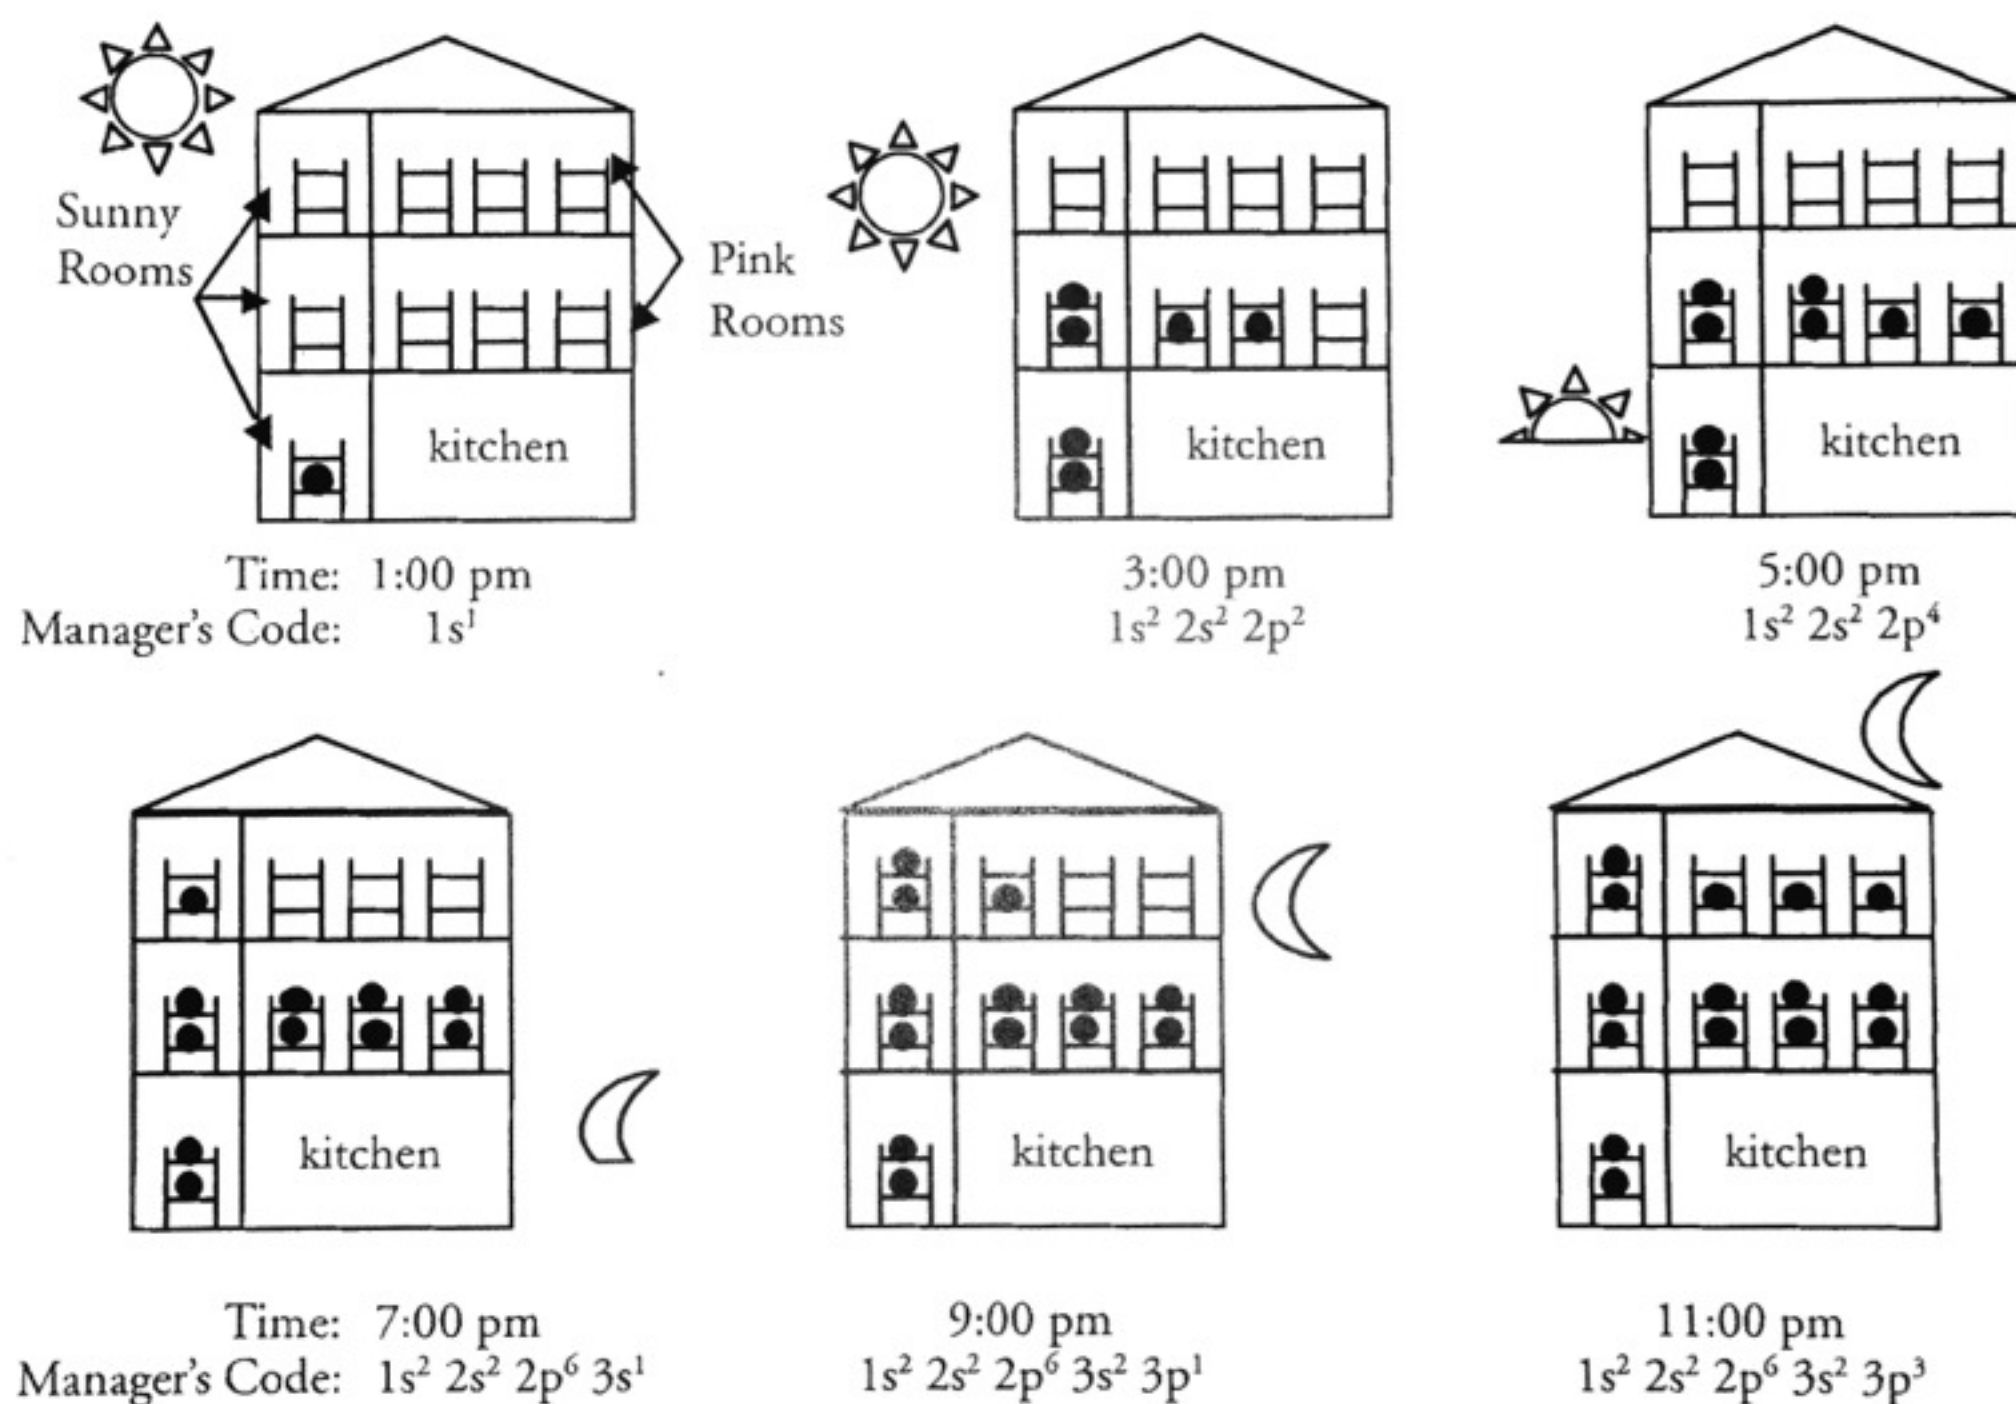 Sunny
Rooms
Pink
Rooms
kitchen
kitchen
kitchen
Time: 1:00 pm
3:00 pm
5:00 pm
Manager's Code: 1s¹
1s² 2s² 2p²
1s² 2s² 2p⁴
kitchen
kitchen
kitchen
Time: 7:00 pm
9:00 pm
11:00 pm
Manager's Code: 1s² 2s² 2p⁶ 3s¹
1s² 2s² 2p⁶ 3s² 3p¹
1s² 2s² 2p⁶ 3s² 3p³